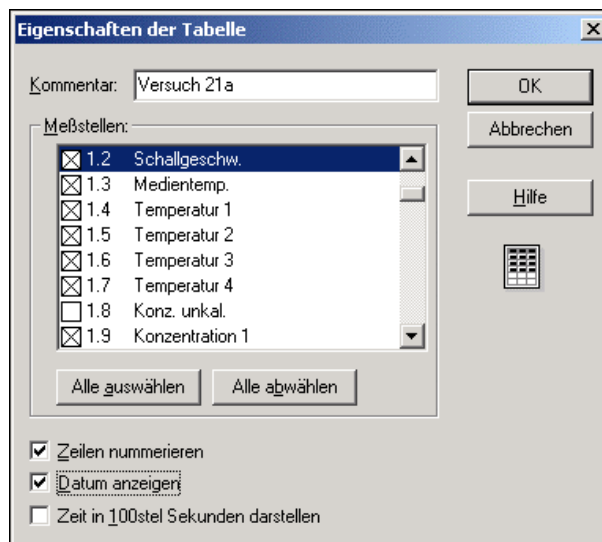 Eigenschaften der Tabelle
Kommentar: Versuch 21a
OK
Abbrechen
Hilfe
Meßstellen:
1.2 Schallgeschw.
1.3 Medientemp.
1.4 Temperatur 1
1.5 Temperatur 2
1.6 Temperatur 3
1.7 Temperatur 4
1.8 Konz. unkal.
1.9 Konzentration 1
Alle auswählen Alle abwählen
Zeilen nummerieren
Datum anzeigen
Zeit in 100stel Sekunden darstellen